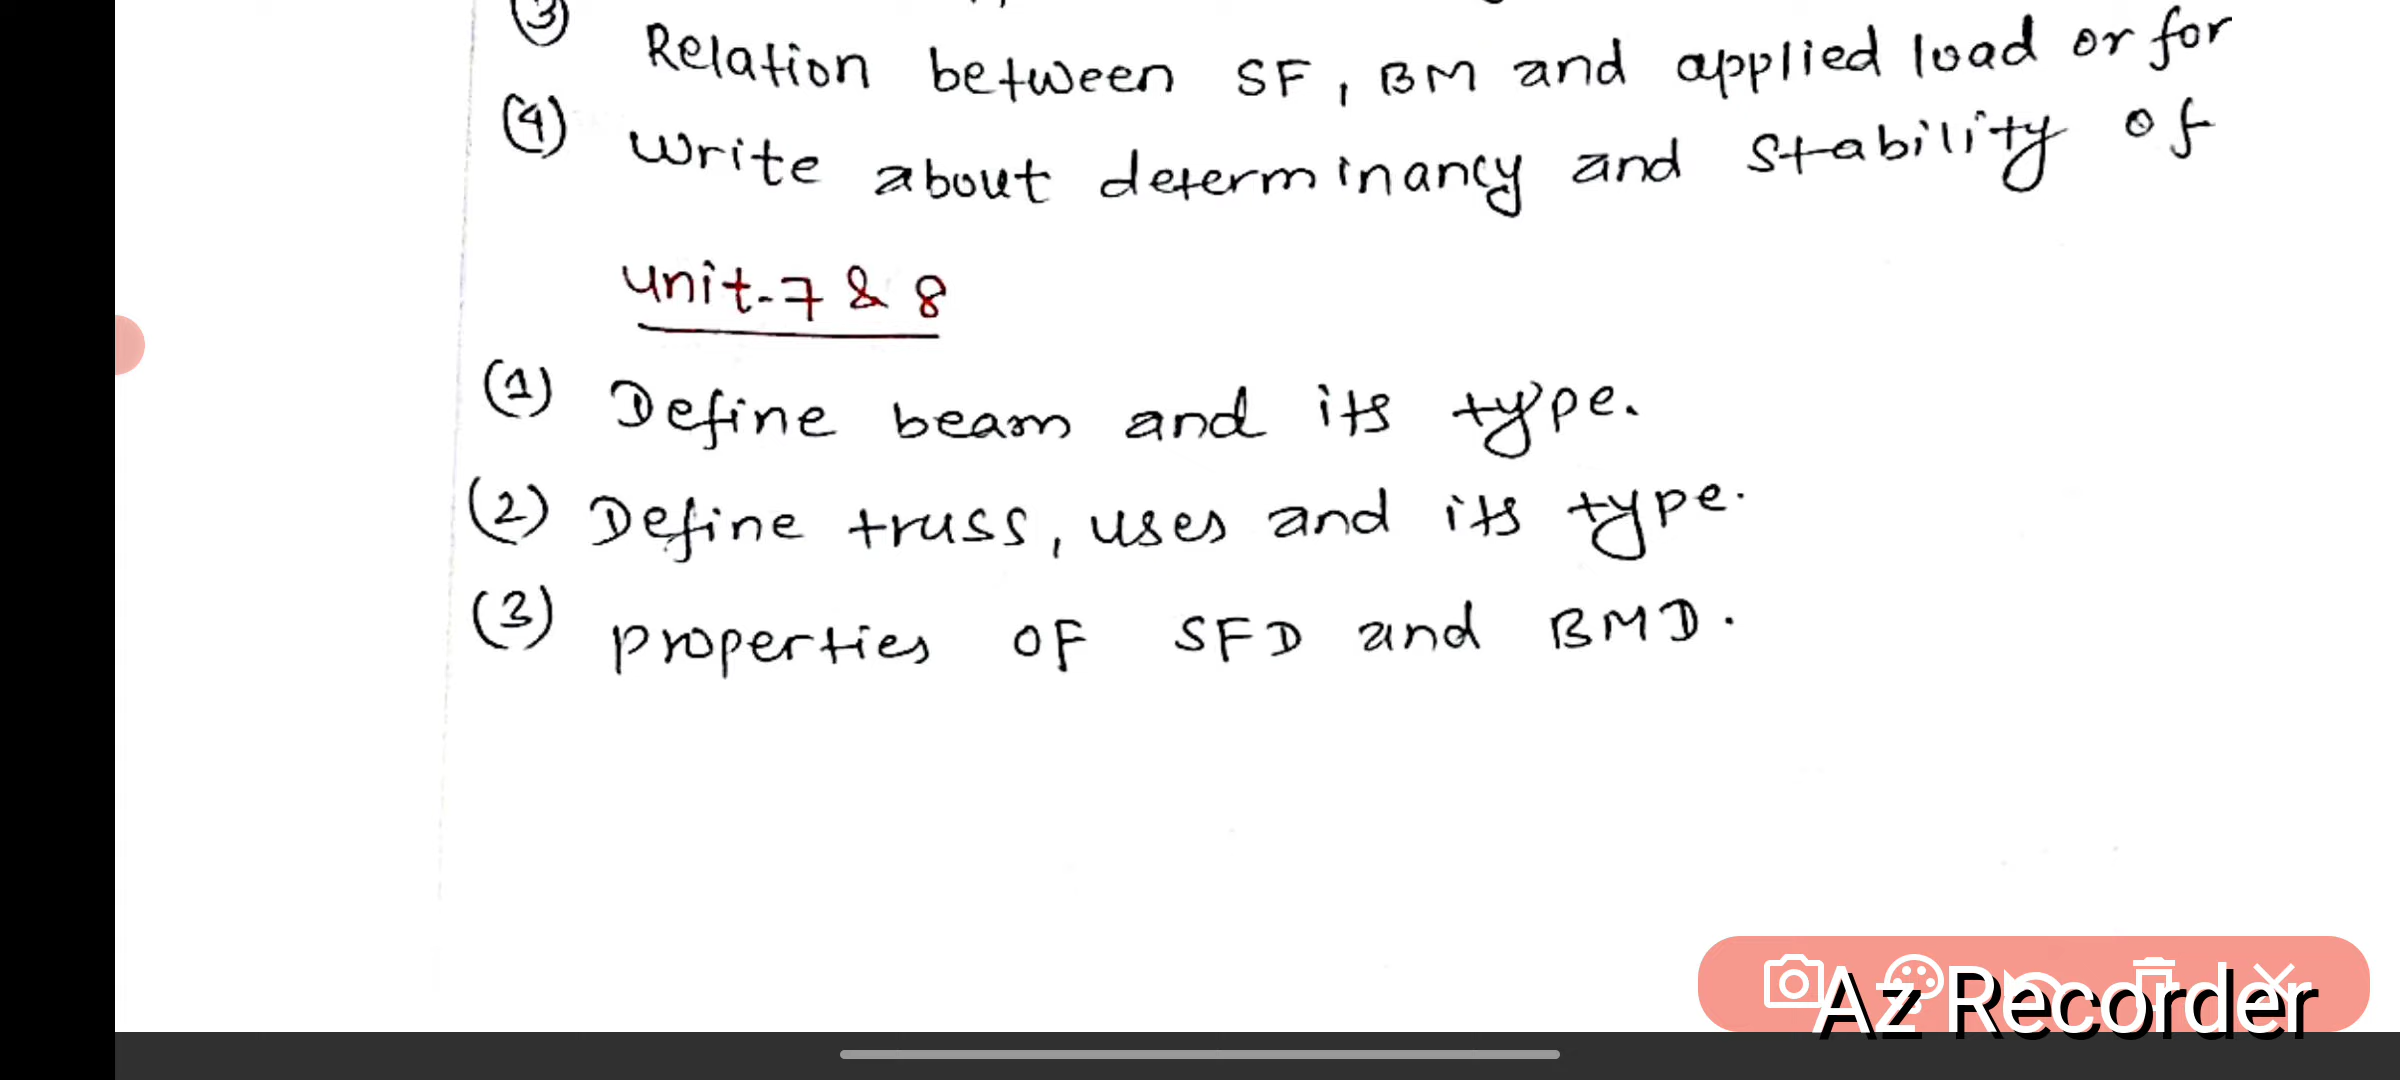 (3)
Relation between SF, BM and applied load or for
(4) write about determinancy and stability of
unit-7 & 8
(1) Define beam and its type.
(2) Define truss, uses and its type.
(3) properties OF SFD and BMD.
Az Recorder